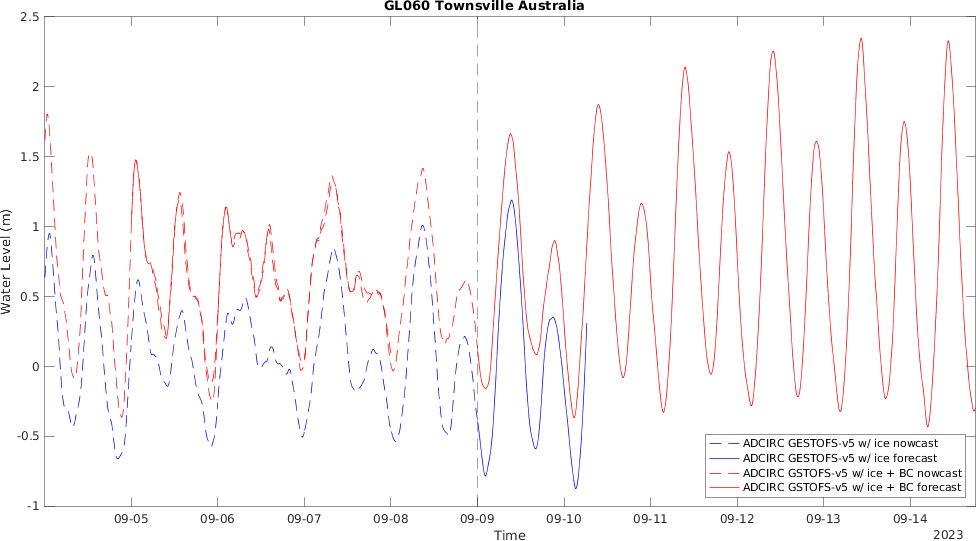 GL060 Townsville Australia
2.5
2
1.5
1
0.5
0
-0.5
-1
Water Level (m)
ADCIRC GESTOFS-v5 w/ ice nowcast
ADCIRC GESTOFS-v5 w/ ice forecast
ADCIRC GSTOFS-v5 w/ ice + BC nowcast
ADCIRC GSTOFS-v5 w/ ice + BC forecast
09-05 09-06 09-07 09-08 09-09 09-10 09-11 09-12 09-13 09-14
Time
2023